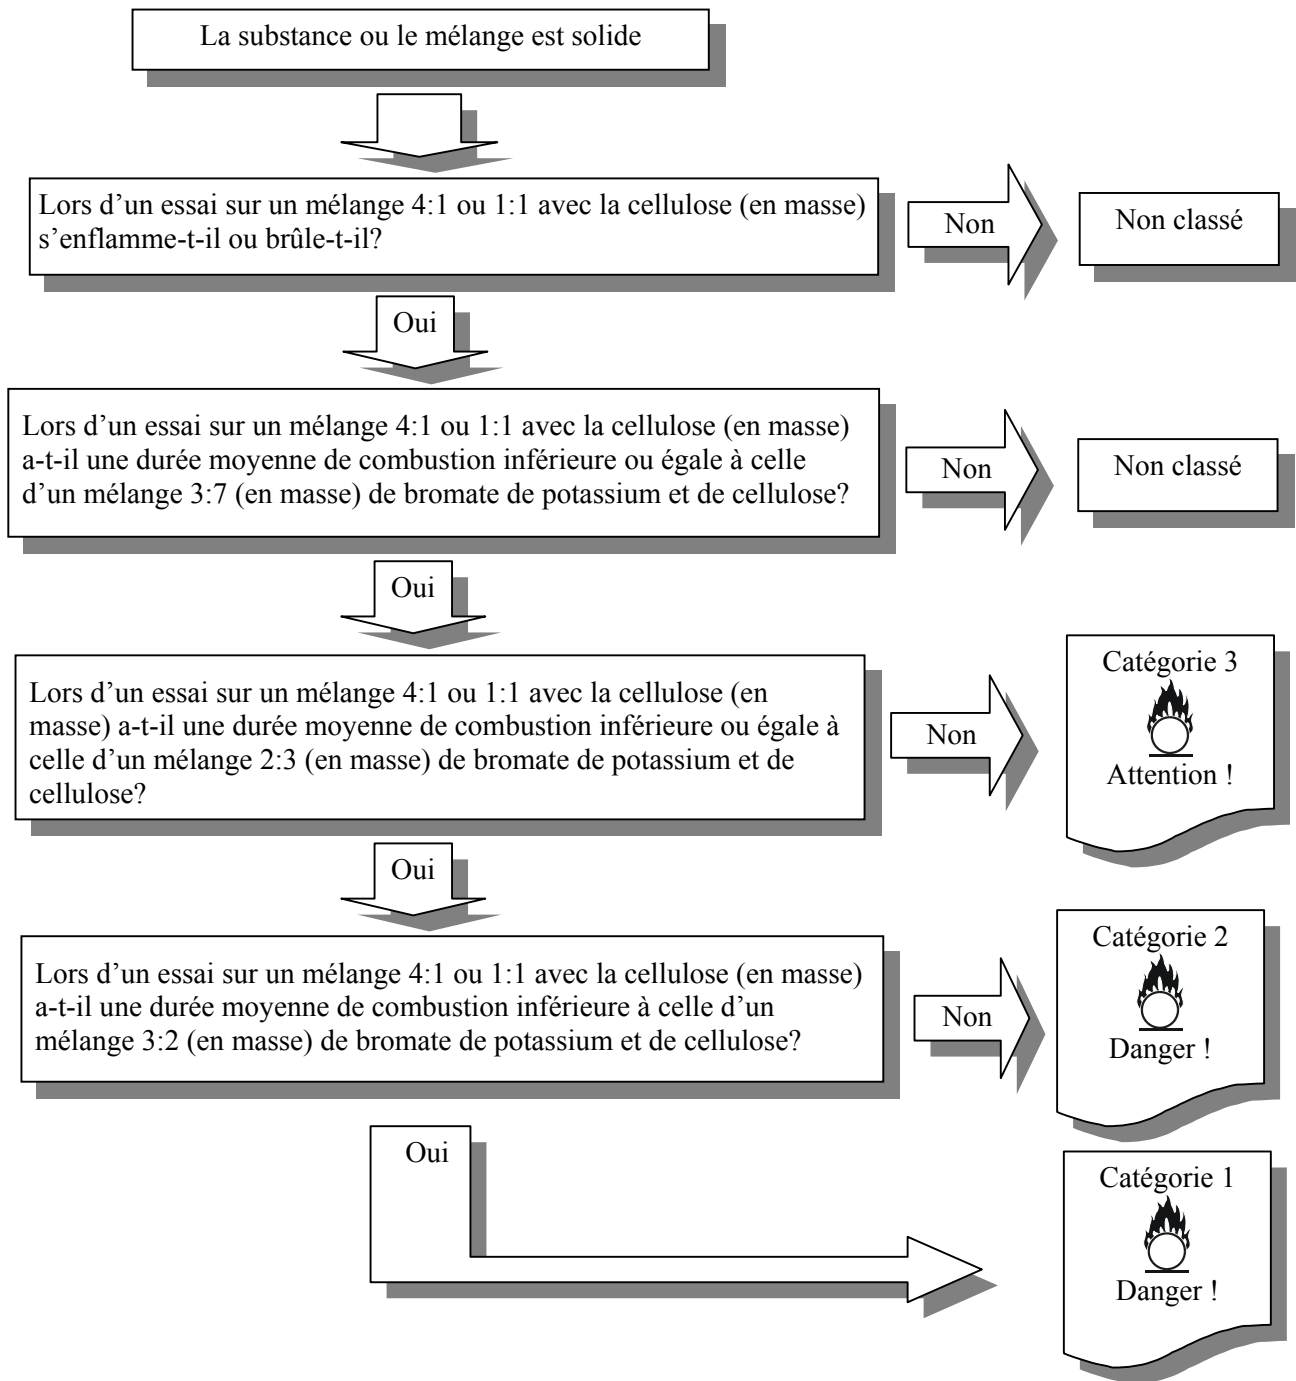 La substance ou le mélange est solide
Lors d’un essai sur un mélange 4:1 ou 1:1 avec la cellulose (en masse)
s’enflamme-t-il ou brûle-t-il?
Non
Non classé
Oui
Lors d’un essai sur un mélange 4:1 ou 1:1 avec la cellulose (en masse)
a-t-il une durée moyenne de combustion inférieure ou égale à celle
d’un mélange 3:7 (en masse) de bromate de potassium et de cellulose?
Non
Non classé
Oui
Lors d’un essai sur un mélange 4:1 ou 1:1 avec la cellulose (en
masse) a-t-il une durée moyenne de combustion inférieure ou égale à
celle d’un mélange 2:3 (en masse) de bromate de potassium et de
cellulose?
Non
Catégorie 3
Attention !
Oui
Lors d’un essai sur un mélange 4:1 ou 1:1 avec la cellulose (en masse)
a-t-il une durée moyenne de combustion inférieure à celle d’un
mélange 3:2 (en masse) de bromate de potassium et de cellulose?
Non
Catégorie 2
Danger !
Oui
Catégorie 1
Danger !